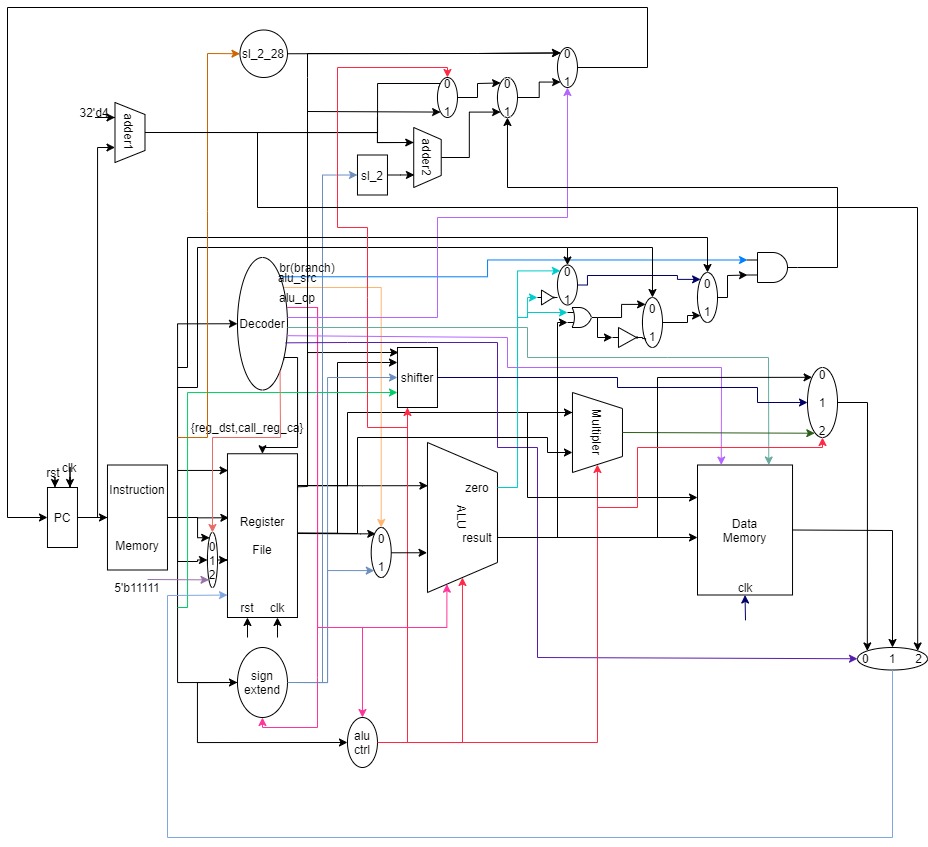 sl_2_28
0
1
0
1
0
1
32'd4
adder1
adder2
sl_2
br(branch)
alu_src
alu_op
Decoder
0
1
0
1
0
1
shifter
0
1
2
Multipler
{reg_dst,call_reg_ca}
rst
clk
PC
Instruction
Memory
0
1
2
5'b11111
Register
File
rst
clk
0
1
zero
ALU
result
Data
Memory
clk
0
1
2
sign
extend
alu
ctrl